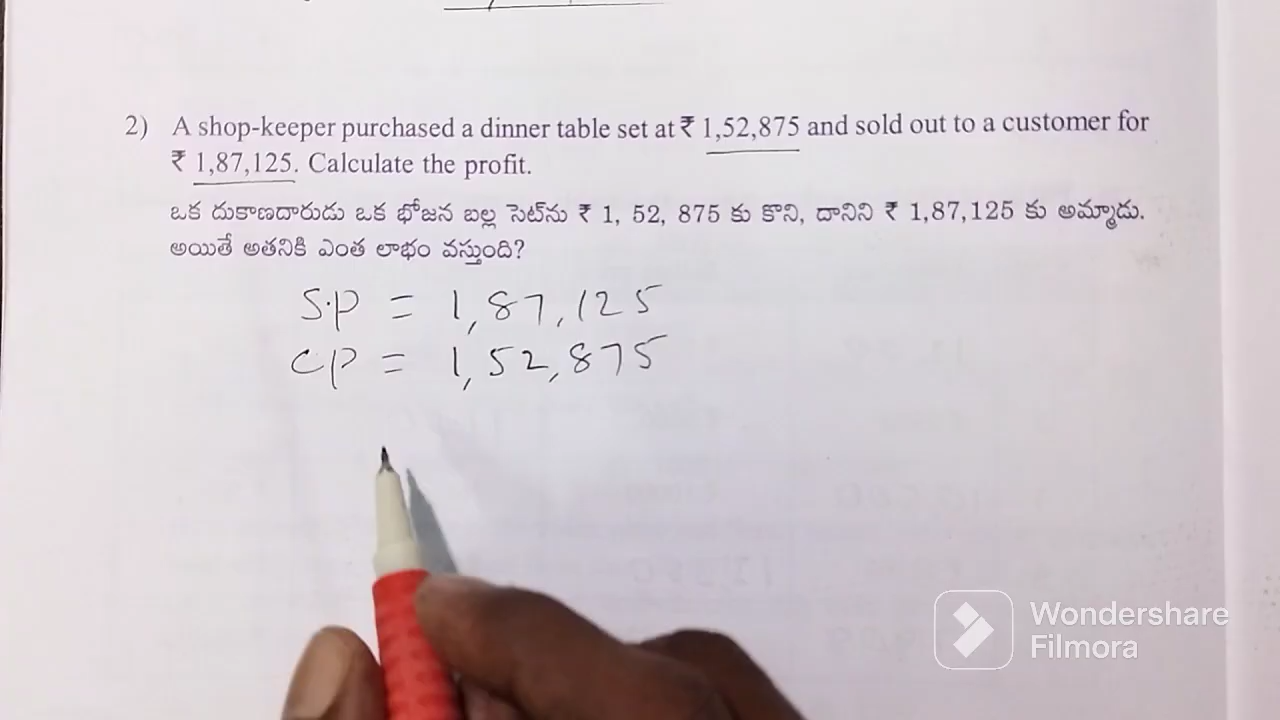 2) A shop-keeper purchased a dinner table set at ₹ 1,52,875 and sold out to a customer for
₹ 1,87,125. Calculate the profit.
ఒక దుకాణదారుడు ఒక భోజన బల్ల సెట్‌ను ₹ 1, 52, 875 కు కొని, దానిని ₹ 1,87,125 కు అమ్మాడు.
అయితే అతనికి ఎంత లాభం వస్తుంది?
S.P = 1,87,125
CP = 1,52,875
Wondershare
Filmora